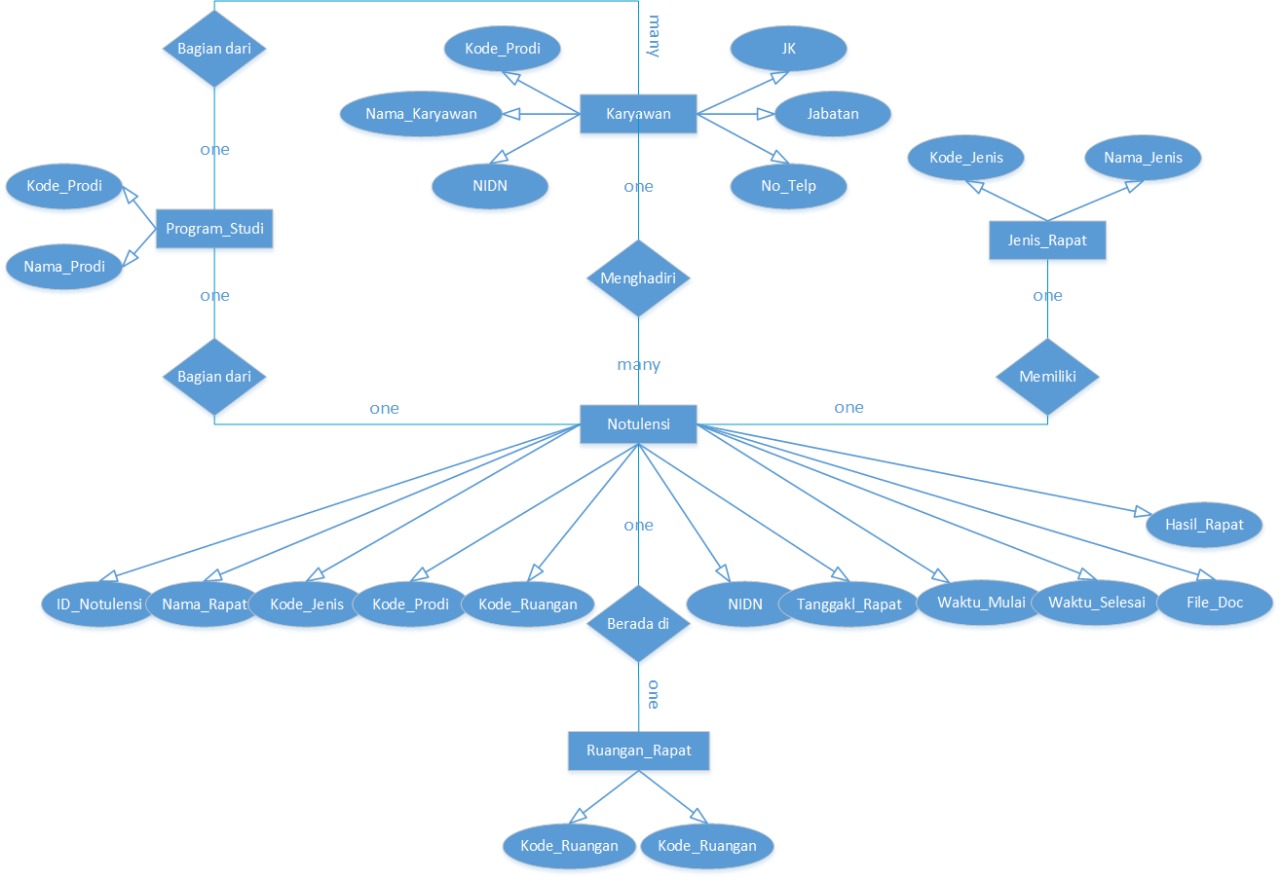 Bagian dari
many
Kode_Prodi
JK
Nama_Karyawan
Karyawan
Jabatan
one
NIDN
one
No_Telp
Kode_Jenis
Nama_Jenis
Kode_Prodi
Program_Studi
Nama_Prodi
Jenis_Rapat
one
Menghadiri
one
Bagian dari
many
Memiliki
one
Notulensi
one
one
Hasil_Rapat
ID_Notulensi
Nama_Rapat
Kode_Jenis
Kode_Prodi
Kode_Ruangan
Berada di
NIDN
Tanggakl_Rapat
Waktu_Mulai
Waktu_Selesai
File_Doc
one
Ruangan_Rapat
Kode_Ruangan
Kode_Ruangan